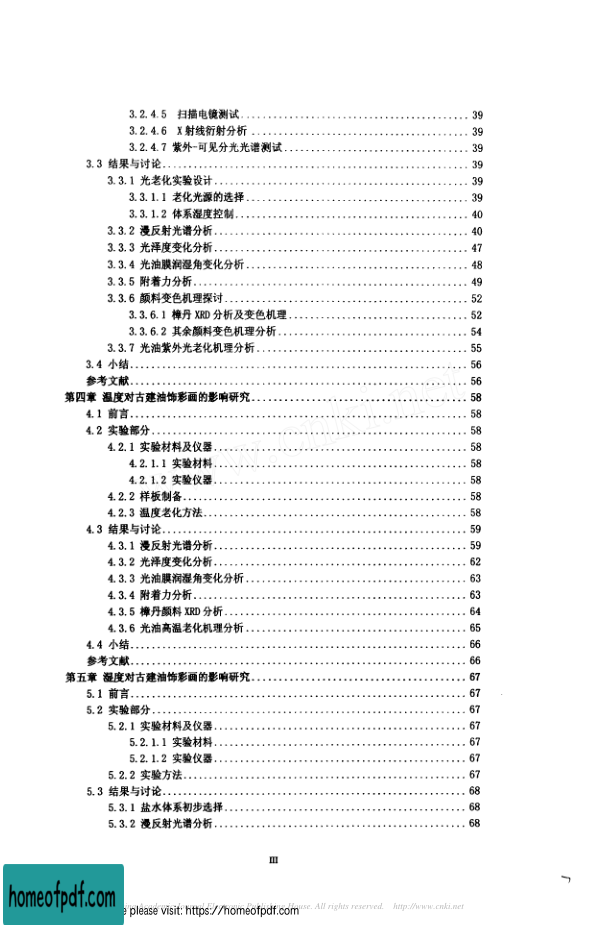 3.2.4.5 扫描电镜测试 39
3.2.4.6 X射线衍射分析 39
3.2.4.7 紫外-可见分光光谱测试 39
3.3 结果与讨论 39
3.3.1 光老化实验设计 39
3.3.1.1 老化光源的选择 39
3.3.1.2 体系湿度控制 40
3.3.2 漫反射光谱分析 40
3.3.3 光泽度变化分析 47
3.3.4 光油膜润湿角变化分析 48
3.3.5 附着力分析 49
3.3.6 颜料变色机理探讨 52
3.3.6.1 樟丹XRD分析及变色机理 52
3.3.6.2 其余颜料变色机理分析 54
3.3.7 光油紫外光老化机理分析 55
3.4 小结 56
参考文献 56
第四章 温度对古建油饰彩画的影响研究 58
4.1 前言 58
4.2 实验部分 58
4.2.1 实验材料及仪器 58
4.2.1.1 实验材料 58
4.2.1.2 实验仪器 58
4.2.2 样板制备 58
4.2.3 温度老化方法 58
4.3 结果与讨论 59
4.3.1 漫反射光谱分析 59
4.3.2 光泽度变化分析 62
4.3.3 光油膜润湿角变化分析 63
4.3.4 附着力分析 63
4.3.5 樟丹颜料XRD分析 64
4.3.6 光油高温老化机理分析 65
4.4 小结 66
参考文献 66
第五章 湿度对古建油饰彩画的影响研究 67
5.1 前言 67
5.2 实验部分 67
5.2.1 实验材料及仪器 67
5.2.1.1 实验材料 67
5.2.1.2 实验仪器 67
5.2.2 实验方法 67
5.3 结果与讨论 68
5.3.1 盐水体系初步选择 68
5.3.2 漫反射光谱分析 68
III
homeofpdf.com
Academic Journal Electronic Publishing House. All rights reserved. http://www.cnki.net
please visit: https://homeofpdf.com